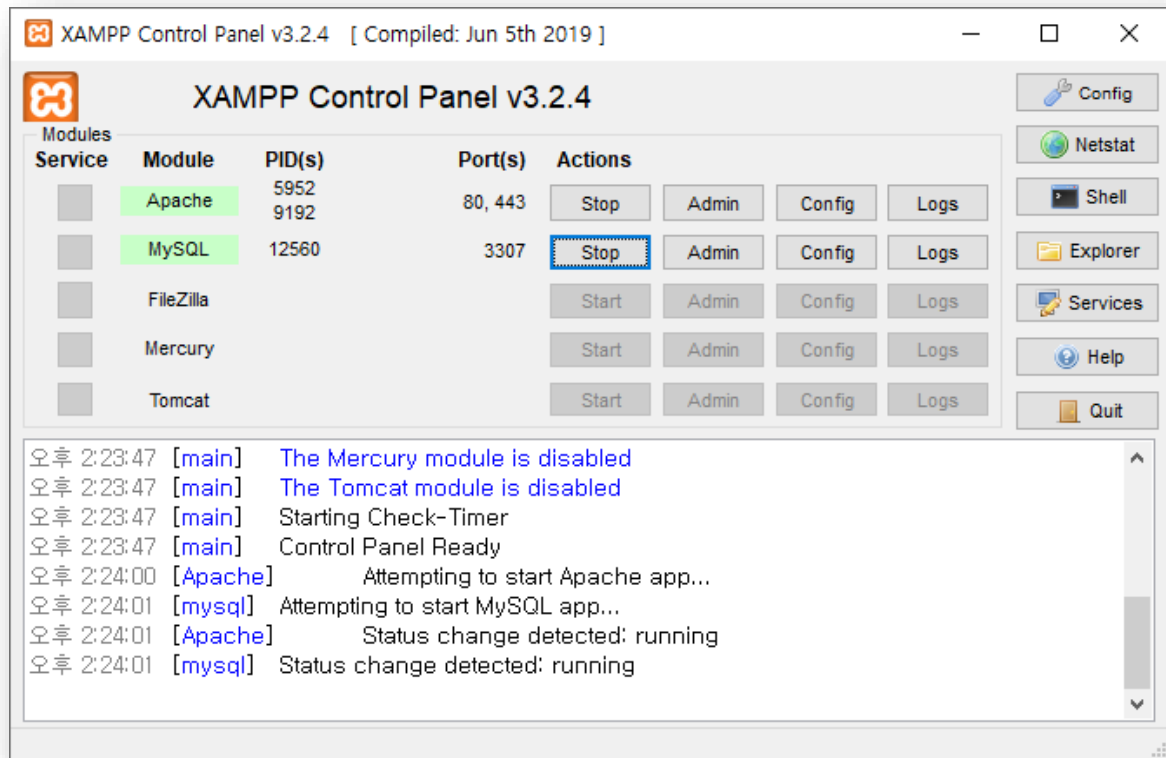 XAMPP Control Panel v3.2.4 [ Compiled: Jun 5th 2019 ]
XAMPP Control Panel v3.2.4
Config
Modules
Service Module PID(s) Port(s) Actions
Netstat
Apache 5952 9192 80, 443 Stop Admin Config Logs
Shell
MySQL 12560 3307 Stop Admin Config Logs
Explorer
FileZilla Start Admin Config Logs
Services
Mercury Start Admin Config Logs
Help
Tomcat Start Admin Config Logs
Quit
오후 2:23:47 [main] The Mercury module is disabled
오후 2:23:47 [main] The Tomcat module is disabled
오후 2:23:47 [main] Starting Check-Timer
오후 2:23:47 [main] Control Panel Ready
오후 2:24:00 [Apache] Attempting to start Apache app...
오후 2:24:01 [mysql] Attempting to start MySQL app...
오후 2:24:01 [Apache] Status change detected: running
오후 2:24:01 [mysql] Status change detected: running